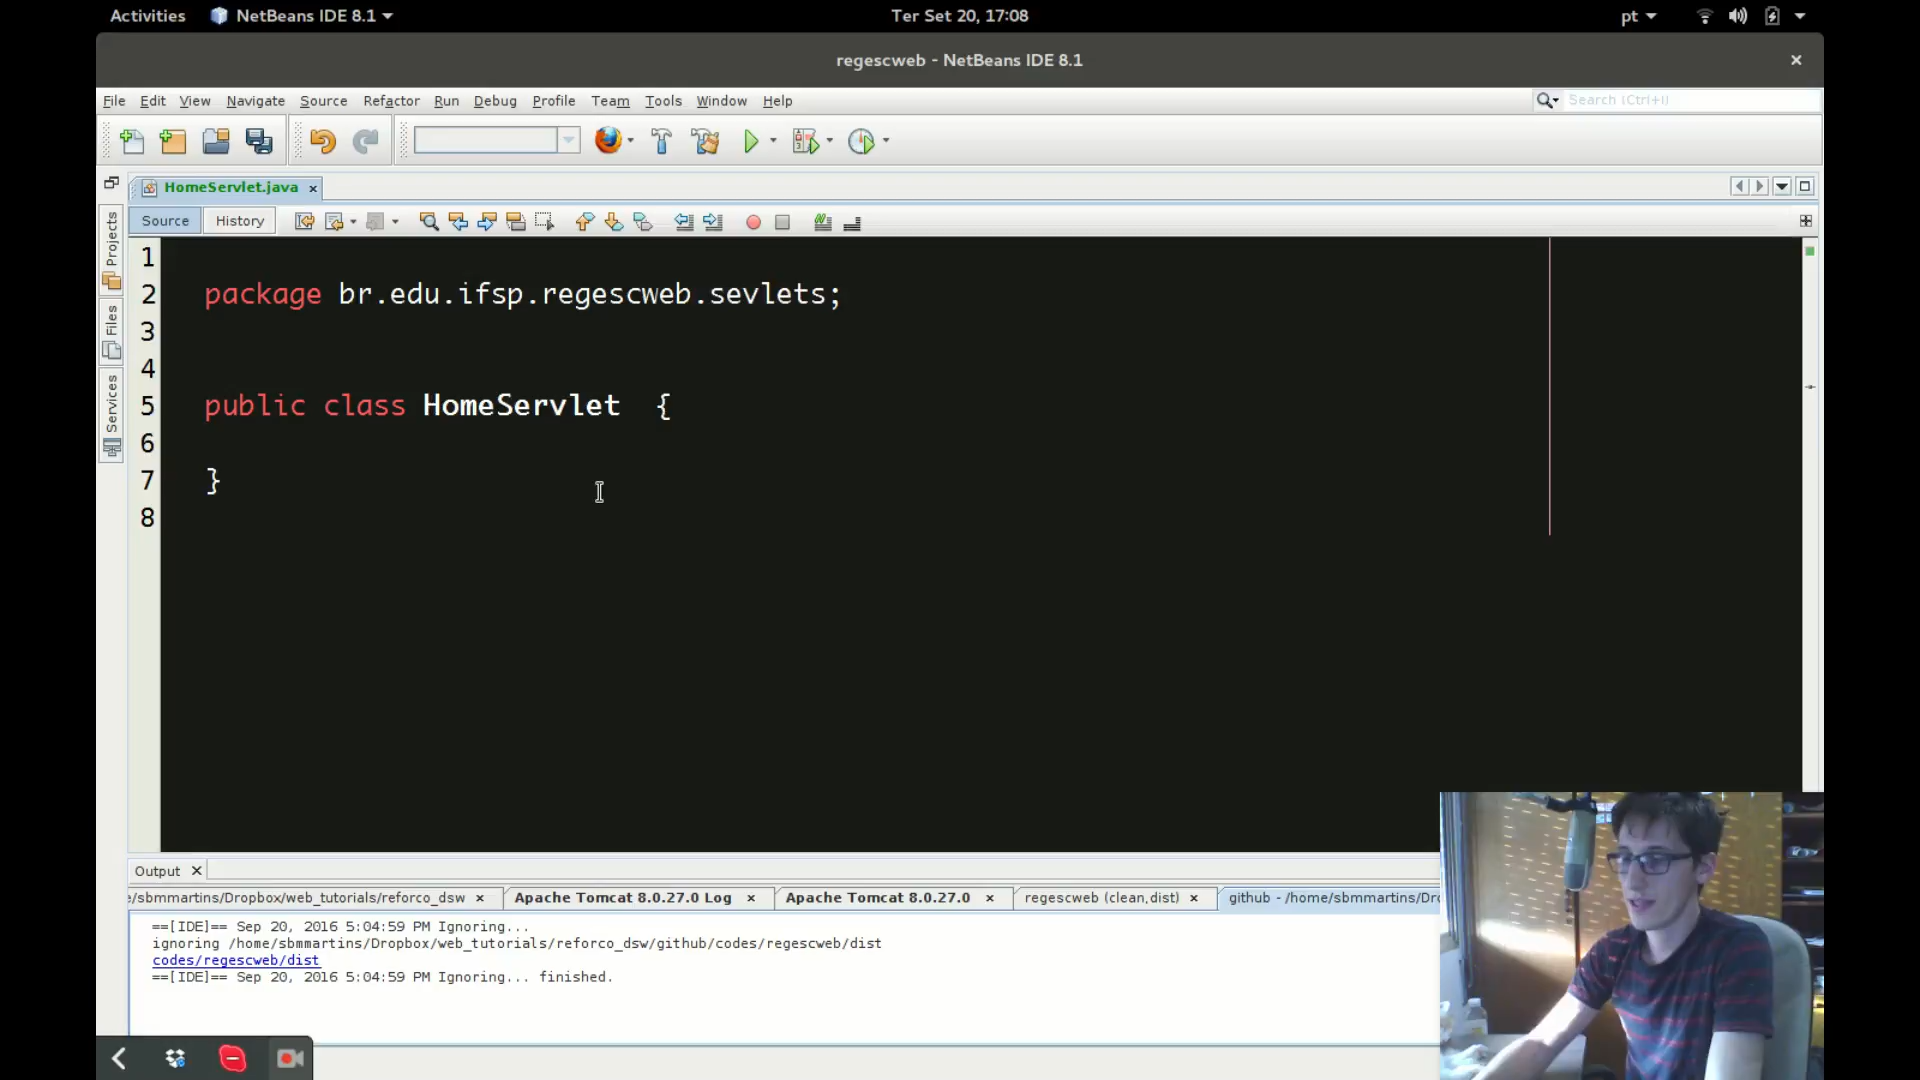 Activities NetBeans IDE 8.1 Ter Set 20, 17:08 pt
regescweb - NetBeans IDE 8.1
File Edit View Navigate Source Refactor Run Debug Profile Team Tools Window Help Search (Ctrl+I)
HomeServlet.java
Source History
Projects
Files
Services
1
2 package br.edu.ifsp.regescweb.sevlets;
3
4
5 public class HomeServlet {
6
7 }
8
Output
e/sbmmartins/Dropbox/web_tutorials/reforco_dsw Apache Tomcat 8.0.27.0 Log Apache Tomcat 8.0.27.0 regescweb (clean,dist) github - /home/sbmmartins/Dro
==[IDE]== Sep 20, 2016 5:04:59 PM Ignoring...
ignoring /home/sbmmartins/Dropbox/web_tutorials/reforco_dsw/github/codes/regescweb/dist
codes/regescweb/dist
==[IDE]== Sep 20, 2016 5:04:59 PM Ignoring... finished.